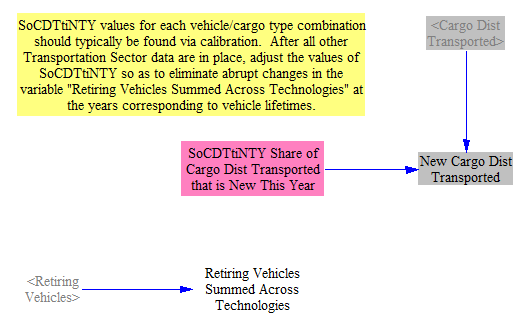 SoCDTtiNTY values for each vehicle/cargo type combination
should typically be found via calibration.  After all other
Transportation Sector data are in place, adjust the values of
SoCDTtiNTY so as to eliminate abrupt changes in the
variable "Retiring Vehicles Summed Across Technologies" at
the years corresponding to vehicle lifetimes.
<Cargo Dist
Transported>
SoCDTtiNTY Share of
Cargo Dist Transported
that is New This Year
New Cargo Dist
Transported
<Retiring
Vehicles>
Retiring Vehicles
Summed Across
Technologies